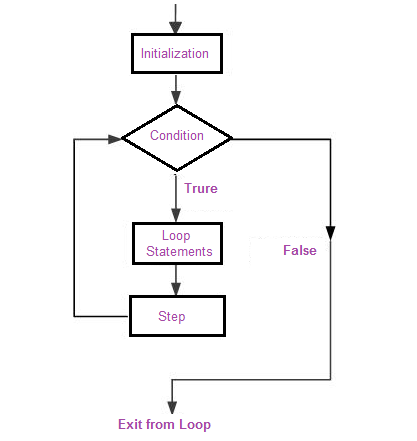 Initialization
Condition
Trure
Loop
Statements
False
Step
Exit from Loop